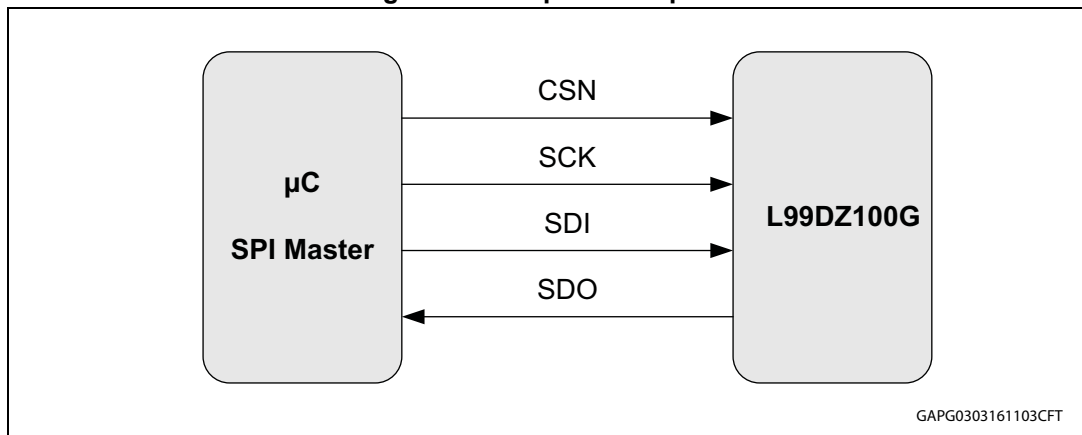 CSN
SCK
SDI
SDO
µC
SPI Master
L99DZ100G
GAPG0303161103CFT